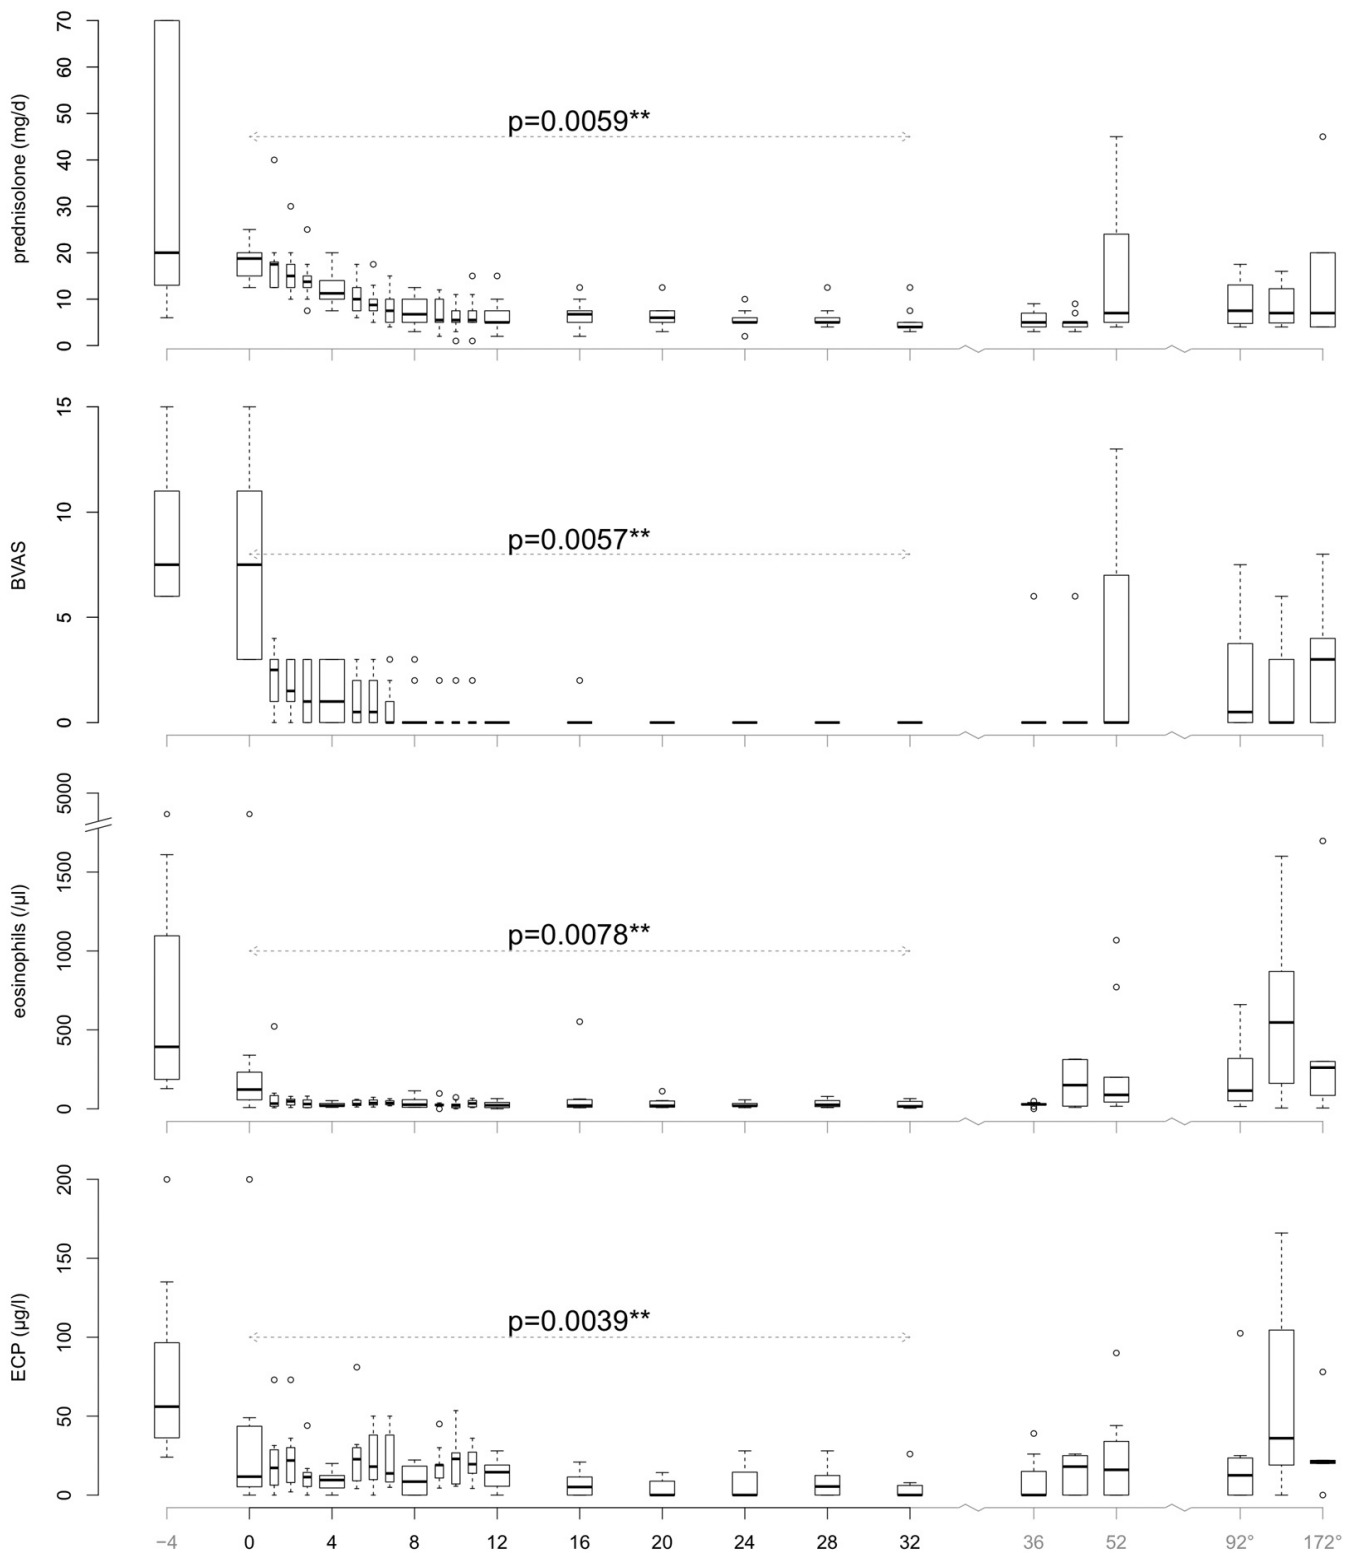 prednisolone (mg/d)
70
60
50
40
30
20
10
0
p=0.0059**
BVAS
15
10
5
0
p=0.0057**
eosinophils (/µl)
5000
1500
1000
500
0
p=0.0078**
ECP (µg/l)
200
150
100
50
0
p=0.0039**
−4 0 4 8 12 16 20 24 28 32 36 52 92° 172°